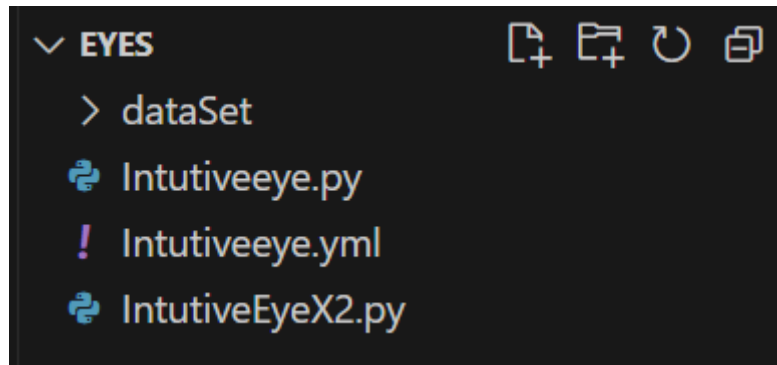 EYES
dataSet
Intutiveeye.py
! Intutiveeye.yml
IntutiveEyeX2.py